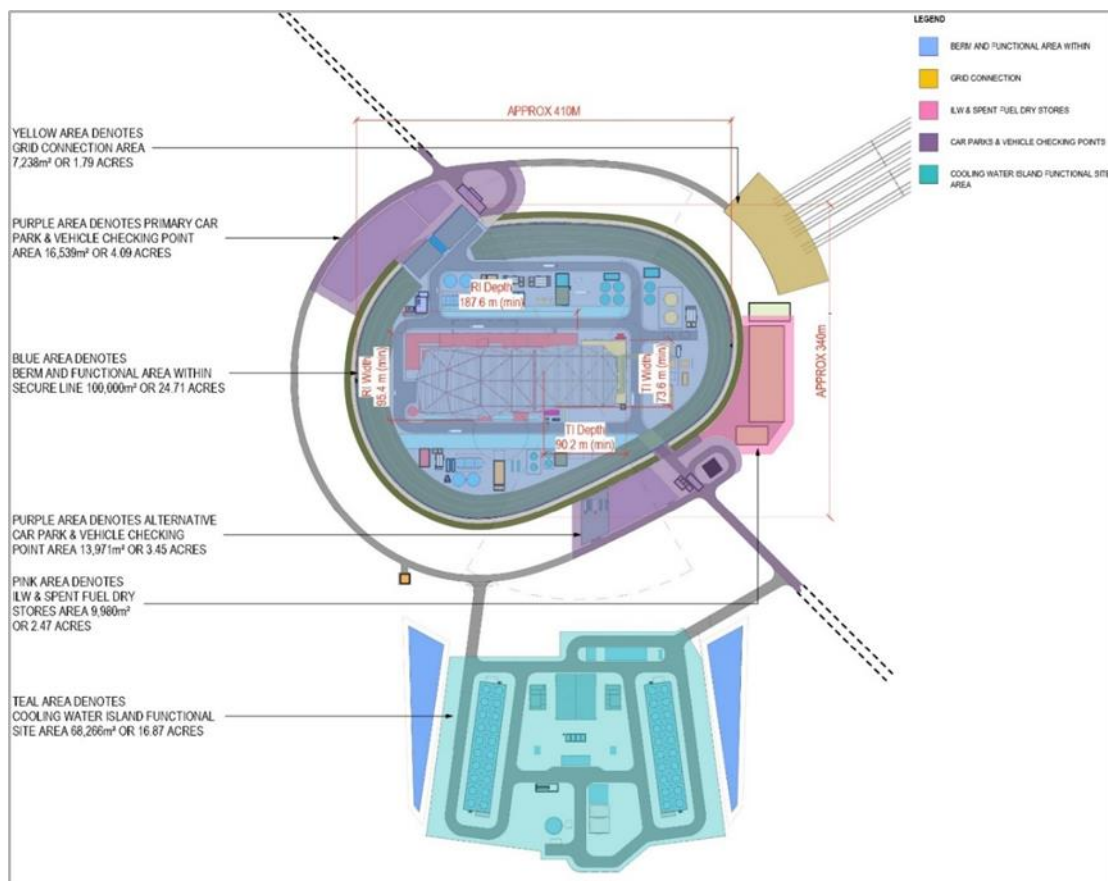 LEGEND
BERM AND FUNCTIONAL AREA WITHIN
GRID CONNECTION
ILW & SPENT FUEL DRY STORES
CAR PARKS & VEHICLE CHECKING POINTS
COOLING WATER ISLAND FUNCTIONAL SITE
AREA
APPROX 410M
YELLOW AREA DENOTES
GRID CONNECTION AREA
7,238m² OR 1.79 ACRES
PURPLE AREA DENOTES PRIMARY CAR
PARK & VEHICLE CHECKING POINT
AREA 16,539m² OR 4.09 ACRES
RI Depth
187.6 m (min)
BLUE AREA DENOTES
BERM AND FUNCTIONAL AREA WITHIN
SECURE LINE 100,000m² OR 24.71 ACRES
RI Width
95.4 m (min)
TI Width
73.6 m (min)
APPROX 340m
TI Depth
90.2 m (min)
PURPLE AREA DENOTES ALTERNATIVE
CAR PARK & VEHICLE CHECKING
POINT AREA 13,971m² OR 3.45 ACRES
PINK AREA DENOTES
ILW & SPENT FUEL DRY
STORES AREA 9,980m²
OR 2.47 ACRES
TEAL AREA DENOTES
COOLING WATER ISLAND FUNCTIONAL
SITE AREA 68,266m² OR 16.87 ACRES